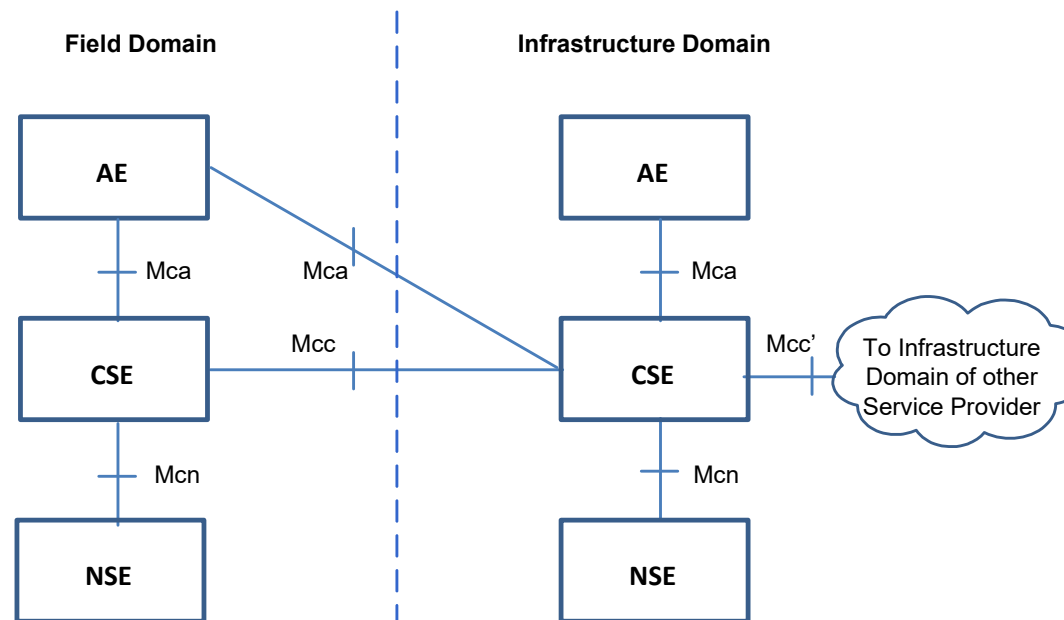 Field Domain
Infrastructure Domain
AE
AE
Mca
Mca
Mca
Mcc
Mcc’
CSE
CSE
To Infrastructure
Domain of other
Service Provider
Mcn
Mcn
NSE
NSE